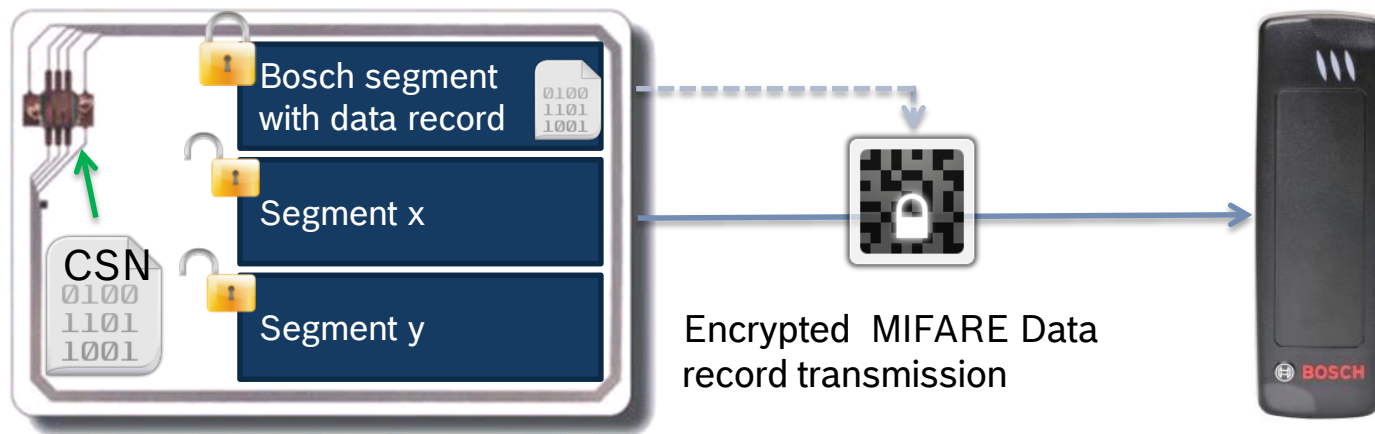 Bosch segment
with data record
0100
1101
1001
Segment x
CSN
0100
1101
1001
Segment y
Encrypted MIFARE Data
record transmission
BOSCH